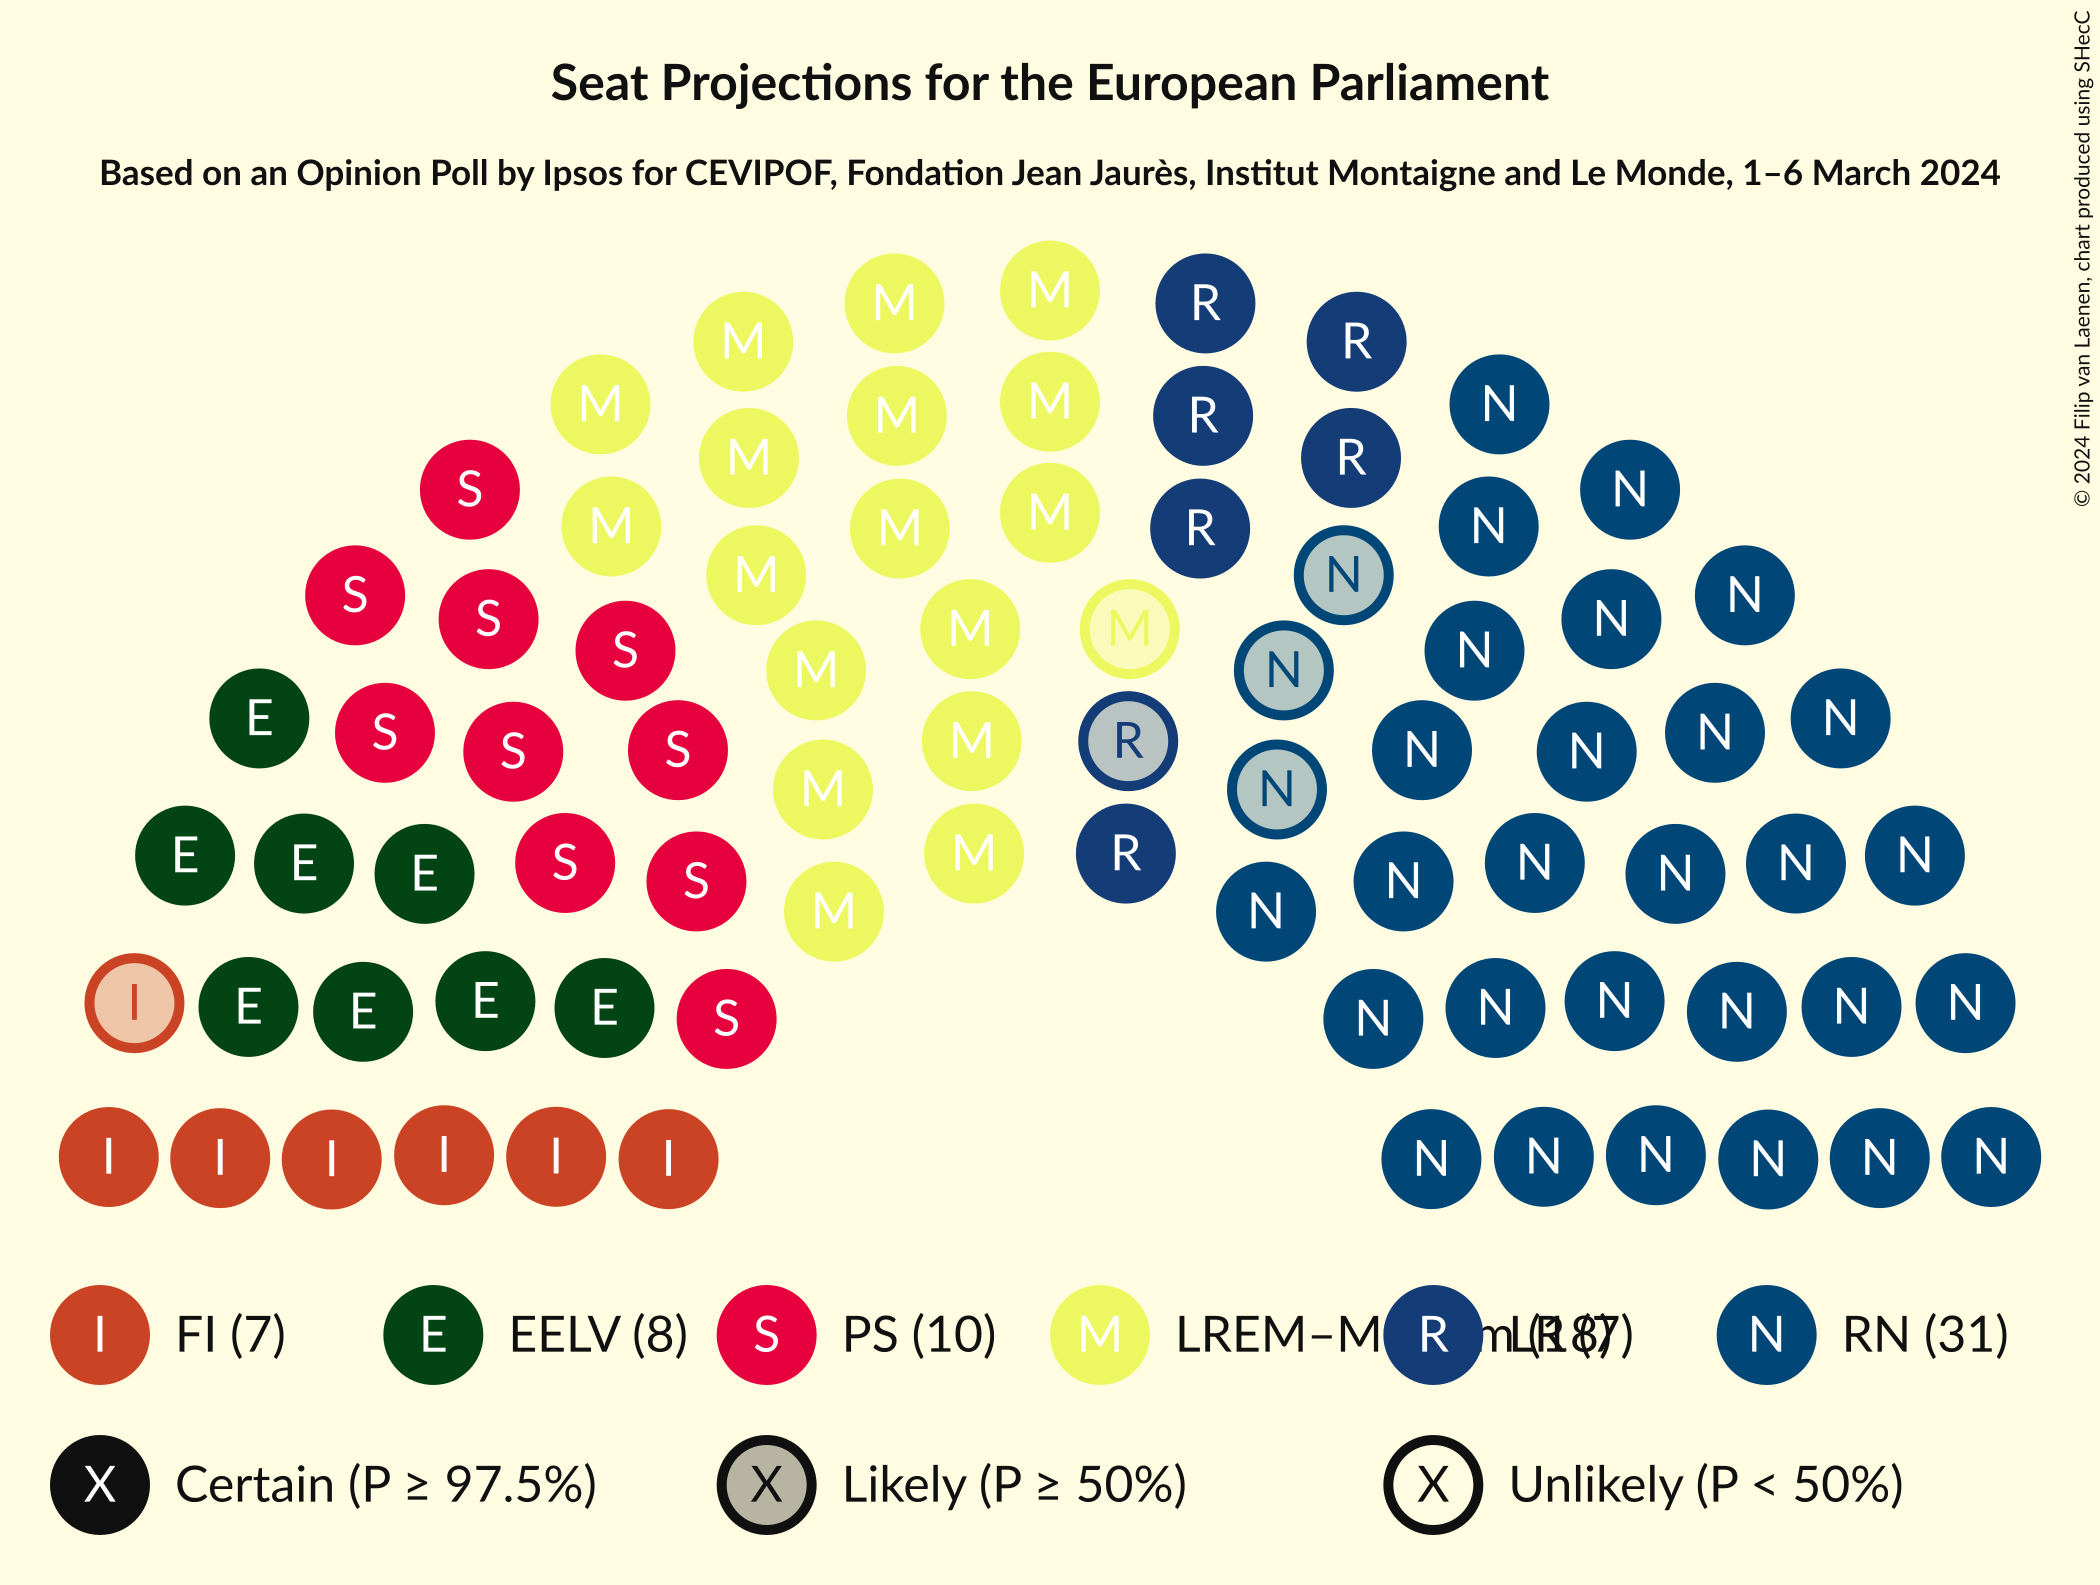 Seat Projections for the European Parliament
Based on an Opinion Poll by Ipsos for CEVIPOF, Fondation Jean Jaurès, Institut Montaigne and Le Monde, 1–6 March 2024
© 2024 Filip van Laenen, chart produced using SHecC
M M M R R
M M N
M M R R
S M N N
M M R
S S M N N N
S M M M N N
E S S S M M R N N N N N
E E E S S M M R N N N N N N
M N
I E E E E S N N N N N N
I I I I I I N N N N N N
I FI (7) E EELV (8) S PS (10) M LREM–M m (18) R LR (7) N RN (31)
X Certain (P ≥ 97.5%) X Likely (P ≥ 50%) X Unlikely (P < 50%)